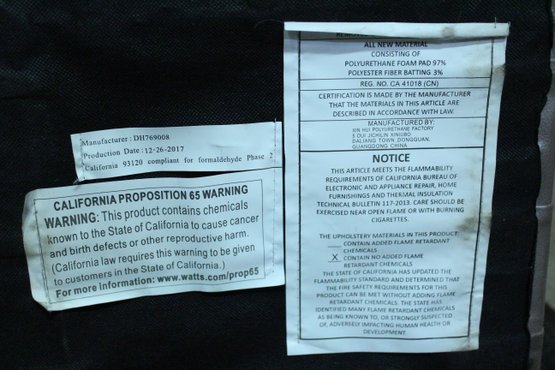 Manufacturer: DH769008
Production Date: 12-26-2017
California 93120 compliant for formaldehyde Phase 2
CALIFORNIA PROPOSITION 65 WARNING
WARNING: This product contains chemicals
known to the State of California to cause cancer
and birth defects or other reproductive harm.
(California law requires this warning to be given
to customers in the State of California.)
For more Information: www.watts.com/prop65
ALL NEW MATERIAL
CONSISTING OF
POLYURETHANE FOAM PAD 97%
POLYESTER FIBER BATTING 3%
REG. NO. CA 41018 (CN)
CERTIFICATION IS MADE BY THE MANUFACTURER
THAT THE MATERIALS IN THIS ARTICLE ARE
DESCRIBED IN ACCORDANCE WITH LAW.
MANUFACTURED BY:
XIN HUI POLYURETHANE FACTORY
5 OUI JICHILIN XINIUBO
DALIANG TOWN, DONGGUAN,
GUANGDONG CHINA
NOTICE
THIS ARTICLE MEETS THE FLAMMABILITY
REQUIREMENTS OF CALIFORNIA BUREAU OF
ELECTRONIC AND APPLIANCE REPAIR, HOME
FURNISHINGS AND THERMAL INSULATION
TECHNICAL BULLETIN 117-2013. CARE SHOULD BE
EXERCISED NEAR OPEN FLAME OR WITH BURNING
CIGARETTES.
THE UPHOLSTERY MATERIALS IN THIS PRODUCT:
___ CONTAIN ADDED FLAME RETARDANT
CHEMICALS
X CONTAIN NO ADDED FLAME
RETARDANT CHEMICALS
THE STATE OF CALIFORNIA HAS UPDATED THE
FLAMMABILITY STANDARD AND DETERMINED THAT
THE FIRE SAFETY REQUIREMENTS FOR THIS
PRODUCT CAN BE MET WITHOUT ADDING FLAME
RETARDANT CHEMICALS. THE STATE HAS
IDENTIFIED MANY FLAME RETARDANT CHEMICALS
AS BEING KNOWN TO, OR STRONGLY SUSPECTED
OF, ADVERSELY IMPACTING HUMAN HEALTH OR
DEVELOPMENT.